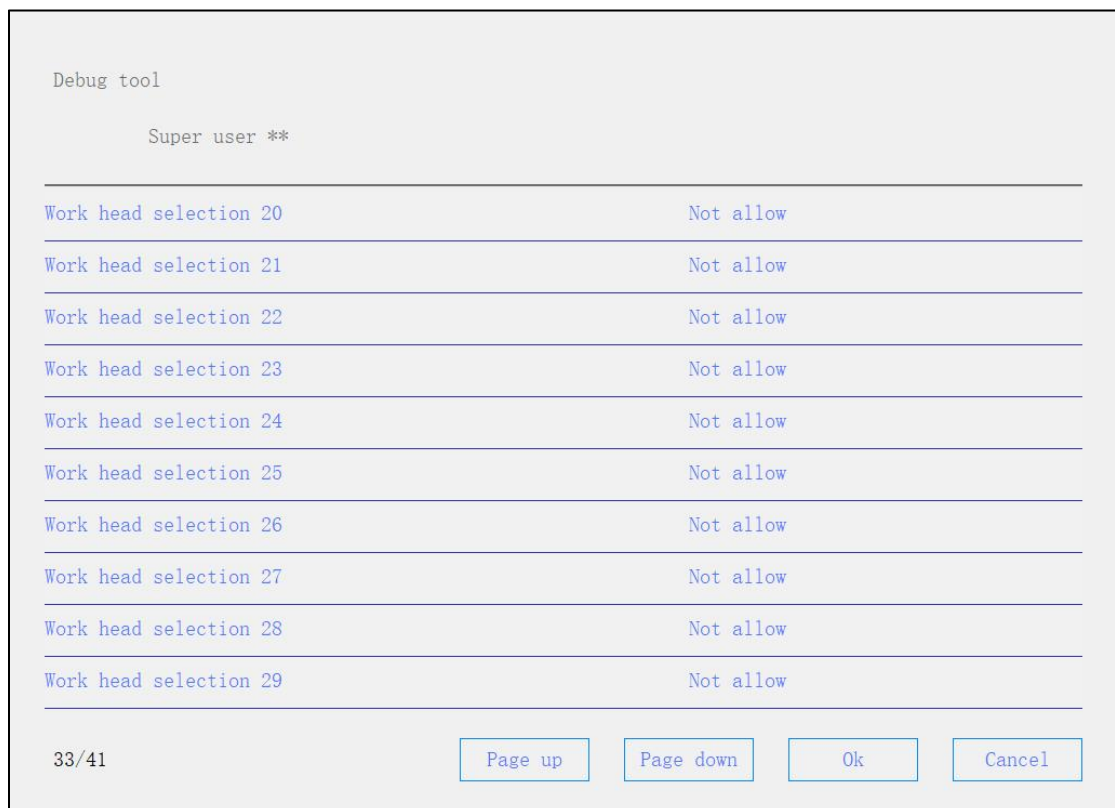 Debug tool
Super user **
Work head selection 20 Not allow
Work head selection 21 Not allow
Work head selection 22 Not allow
Work head selection 23 Not allow
Work head selection 24 Not allow
Work head selection 25 Not allow
Work head selection 26 Not allow
Work head selection 27 Not allow
Work head selection 28 Not allow
Work head selection 29 Not allow
33/41 Page up Page down Ok Cancel